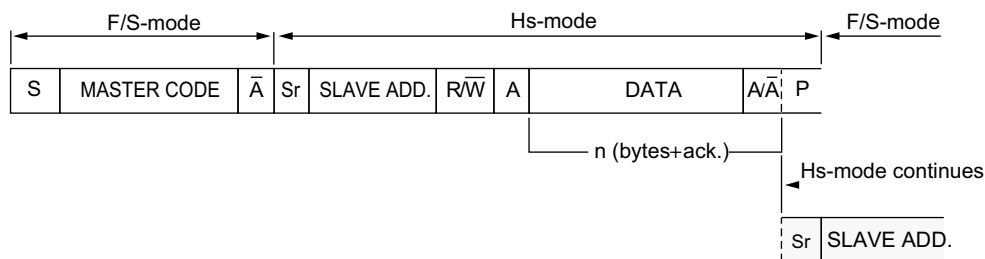 F/S-mode Hs-mode F/S-mode
S MASTER CODE A̅ Sr SLAVE ADD. R/W̅ A DATA A/A̅ P
n (bytes+ack.)
Hs-mode continues
Sr SLAVE ADD.